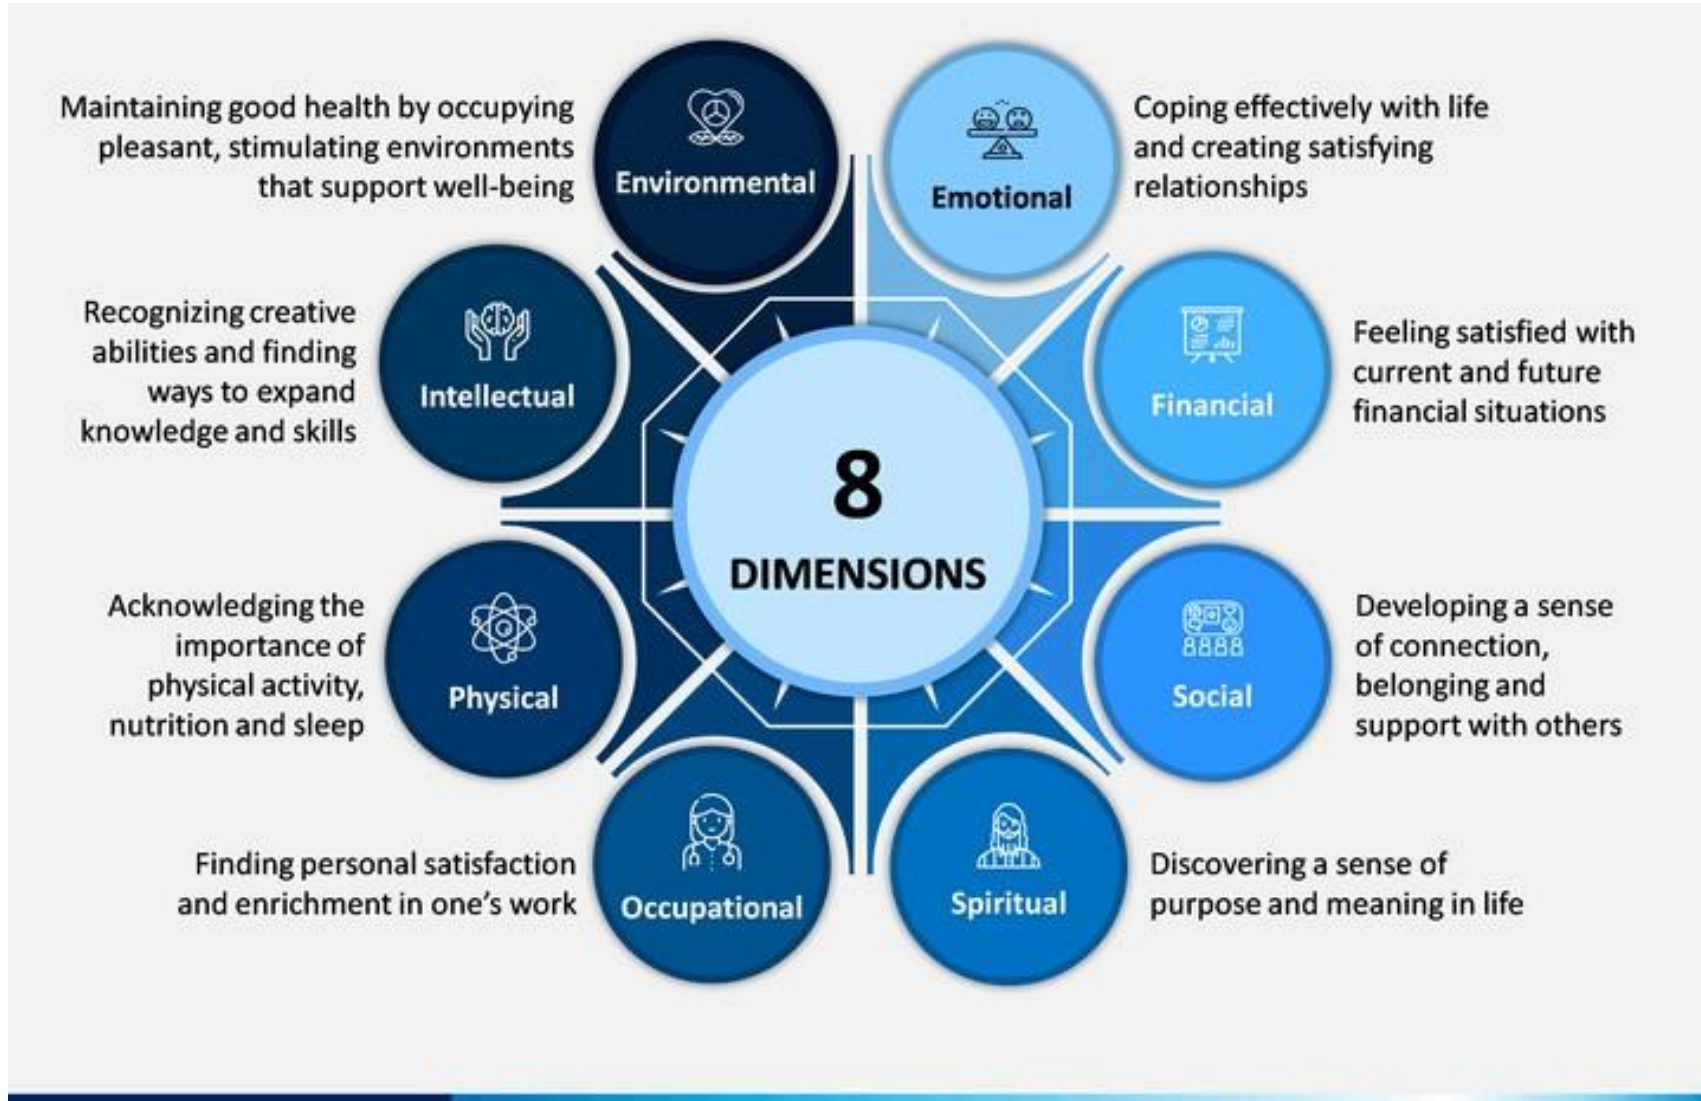 8
DIMENSIONS
Emotional
Coping effectively with life
and creating satisfying
relationships
Financial
Feeling satisfied with
current and future
financial situations
Social
Developing a sense
of connection,
belonging and
support with others
Spiritual
Discovering a sense of
purpose and meaning in life
Occupational
Finding personal satisfaction
and enrichment in one’s work
Physical
Acknowledging the
importance of
physical activity,
nutrition and sleep
Intellectual
Recognizing creative
abilities and finding
ways to expand
knowledge and skills
Environmental
Maintaining good health by occupying
pleasant, stimulating environments
that support well-being